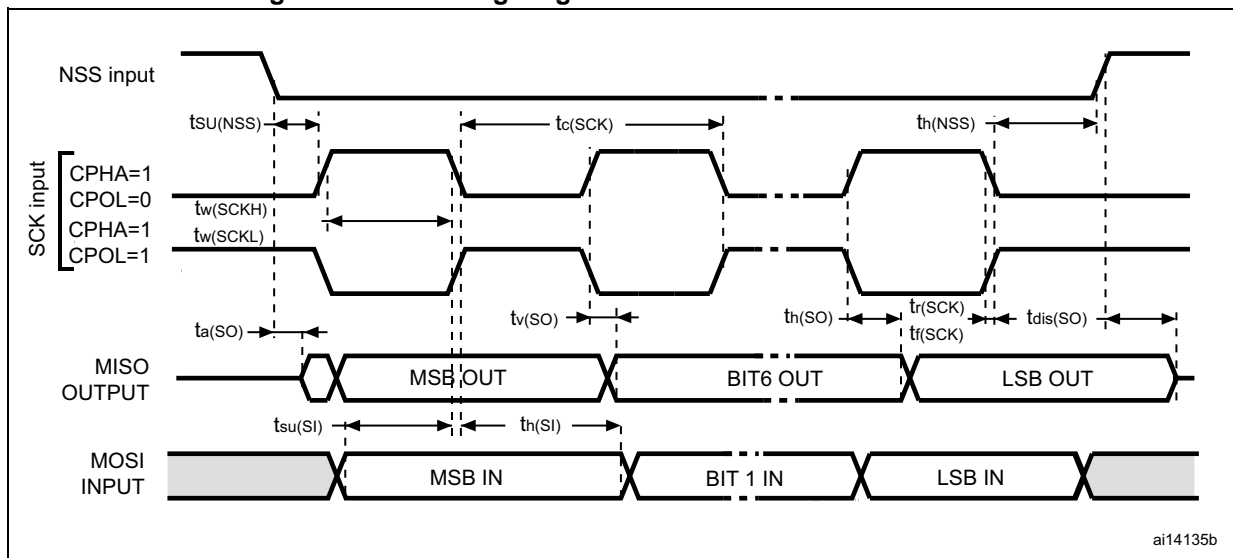 NSS input
tSU(NSS)
tc(SCK)
th(NSS)
SCK input
CPHA=1
CPOL=0
tw(SCKH)
CPHA=1
tw(SCKL)
CPOL=1
ta(SO)
tv(SO)
th(SO)
tr(SCK)
tf(SCK)
tdis(SO)
MISO
OUTPUT
MSB OUT
BIT6 OUT
LSB OUT
tsu(SI)
th(SI)
MOSI
INPUT
MSB IN
BIT 1 IN
LSB IN
ai14135b